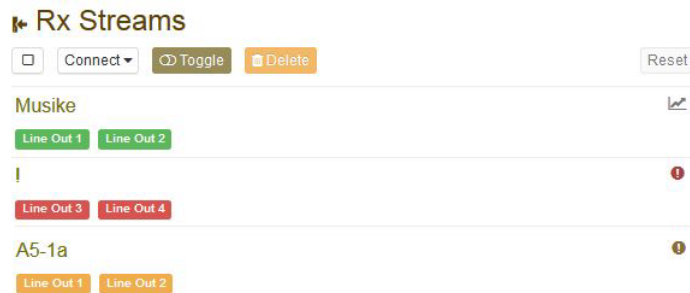 Rx Streams
Connect Toggle Delete Reset
Musike
Line Out 1 Line Out 2
!
Line Out 3 Line Out 4
A5-1a
Line Out 1 Line Out 2